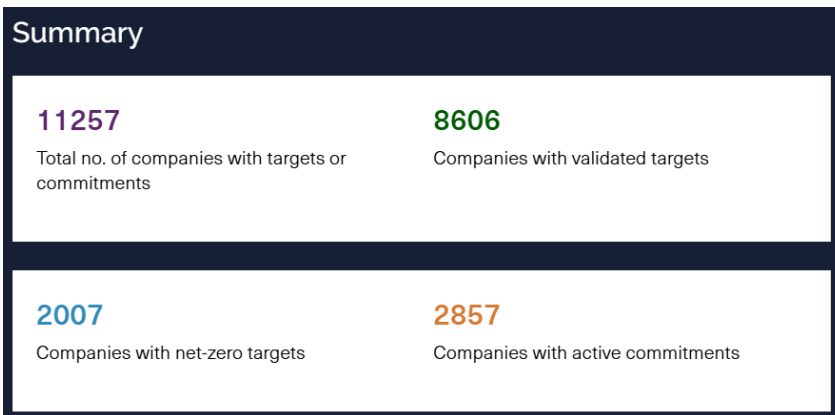 Summary
11257
Total no. of companies with targets or
commitments
8606
Companies with validated targets
2007
Companies with net-zero targets
2857
Companies with active commitments